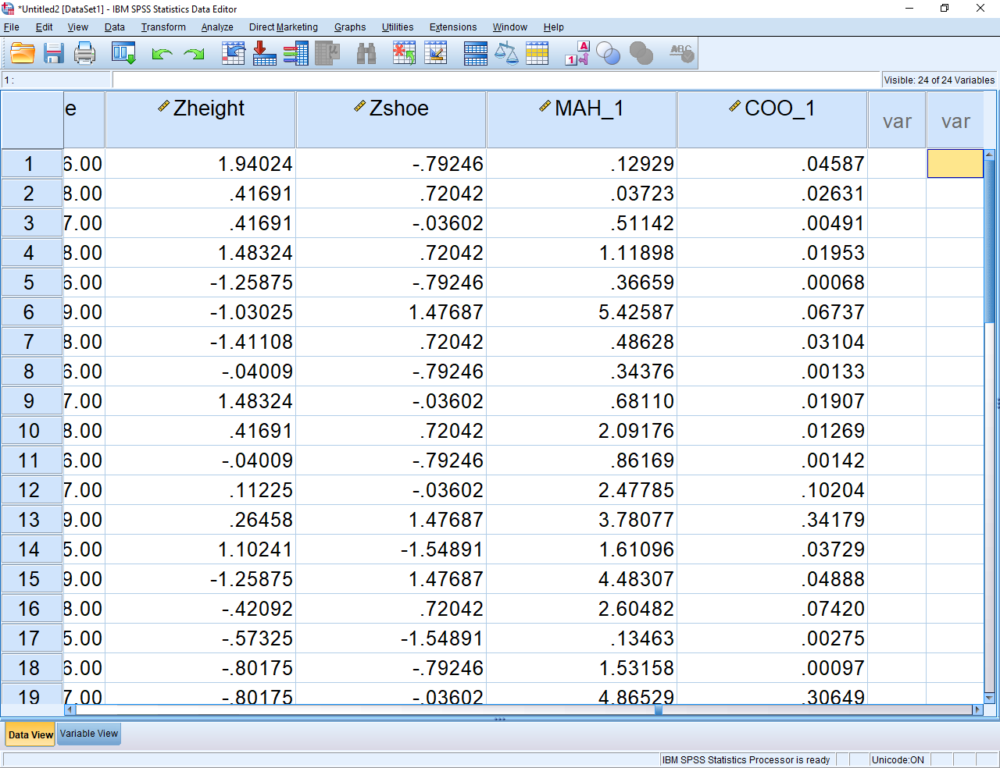 *Untitled2 [DataSet1] - IBM SPSS Statistics Data Editor
File Edit View Data Transform Analyze Direct Marketing Graphs Utilities Extensions Window Help
1 A ABC
1 : Visible: 24 of 24 Variables
e Zheight Zshoe MAH_1 COO_1 var var
1 6.00 1.94024 -.79246 .12929 .04587
2 8.00 .41691 .72042 .03723 .02631
3 7.00 .41691 -.03602 .51142 .00491
4 8.00 1.48324 .72042 1.11898 .01953
5 6.00 -1.25875 -.79246 .36659 .00068
6 9.00 -1.03025 1.47687 5.42587 .06737
7 8.00 -1.41108 .72042 .48628 .03104
8 6.00 -.04009 -.79246 .34376 .00133
9 7.00 1.48324 -.03602 .68110 .01907
10 8.00 .41691 .72042 2.09176 .01269
11 6.00 -.04009 -.79246 .86169 .00142
12 7.00 .11225 -.03602 2.47785 .10204
13 9.00 .26458 1.47687 3.78077 .34179
14 5.00 1.10241 -1.54891 1.61096 .03729
15 9.00 -1.25875 1.47687 4.48307 .04888
16 8.00 -.42092 .72042 2.60482 .07420
17 5.00 -.57325 -1.54891 .13463 .00275
18 6.00 -.80175 -.79246 1.53158 .00097
19 7.00 -.80175 -.03602 4.86529 .30649
Data View Variable View
IBM SPSS Statistics Processor is ready Unicode:ON